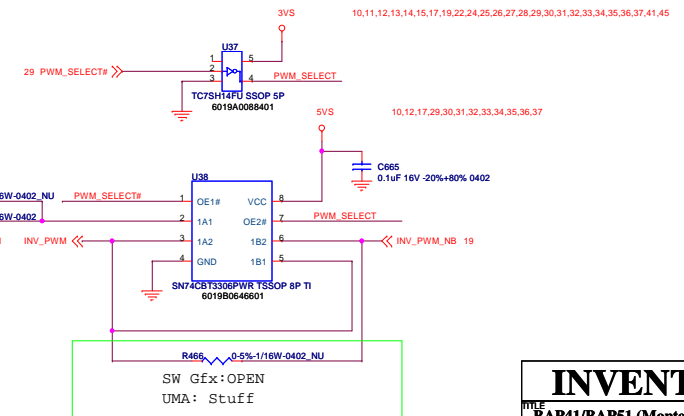 3VS 10,11,12,13,14,15,17,19,22,24,25,26,27,28,29,30,31,32,33,34,35,36,37,41,45
U37
1 5
29 PWM_SELECT# 2
3 4 PWM_SELECT
TC7SH14FU SSOP 5P
6019A0088401
5VS 10,12,17,29,30,31,32,33,34,35,36,37
C665
0.1uF 16V -20%+80% 0402
U38
6W-0402_NU PWM_SELECT# 1 OE1# VCC 8
6W-0402 2 1A1 OE2# 7 PWM_SELECT
INV_PWM 3 1A2 1B2 6 INV_PWM_NB 19
4 GND 1B1 5
SN74CBT3306PWR TSSOP 8P TI
6019B0646601
R466 0-5%-1/16W-0402_NU
SW Gfx:OPEN
UMA: Stuff
INVENT
TITLE